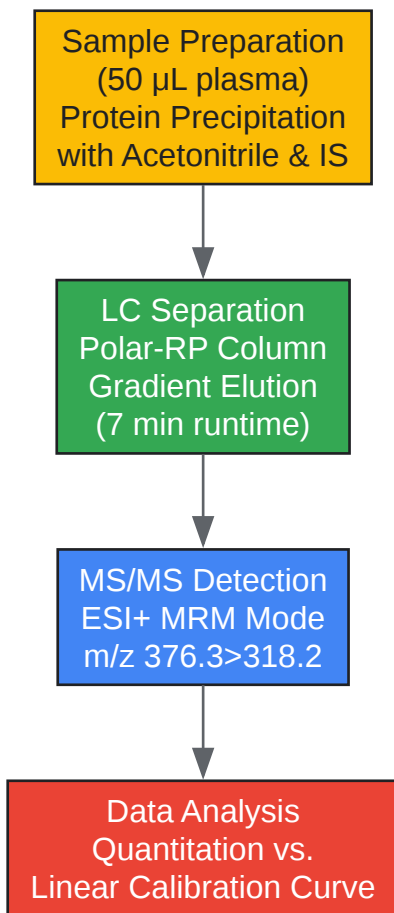 Sample Preparation
(50 μL plasma)
Protein Precipitation
with Acetonitrile & IS
LC Separation
Polar-RP Column
Gradient Elution
(7 min runtime)
MS/MS Detection
ESI+ MRM Mode
m/z 376.3>318.2
Data Analysis
Quantitation vs.
Linear Calibration Curve